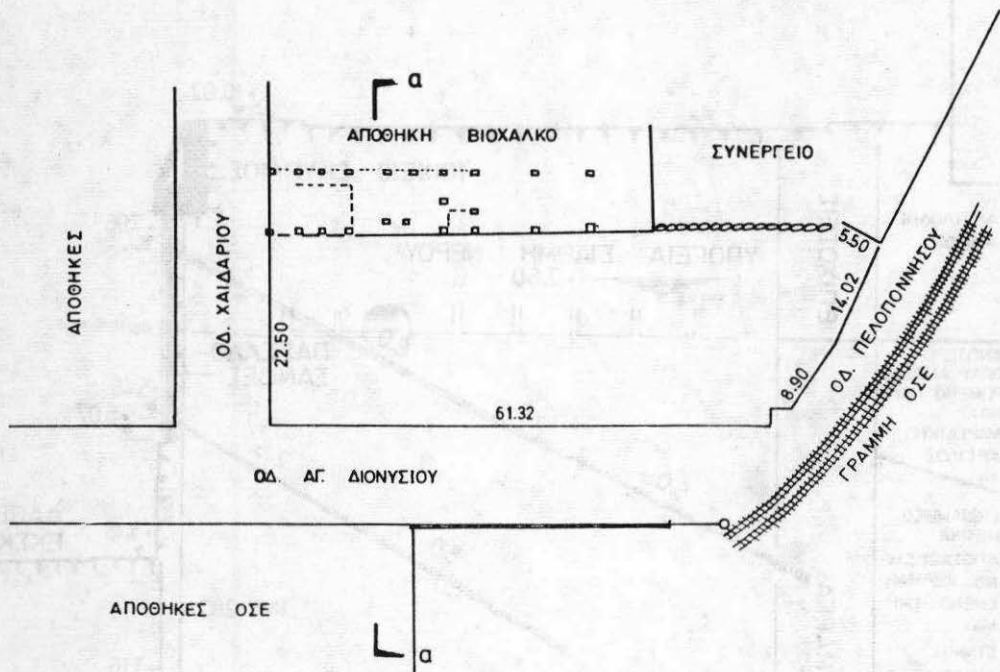 α
ΑΠΟΘΗΚΗ ΒΙΟΧΑΛΚΟ
ΣΥΝΕΡΓΕΙΟ
ΑΠΟΘΗΚΕΣ
ΟΔ. ΧΑΙΔΑΡΙΟΥ
22.50
5.50
14.02
8.90
ΟΔ. ΠΕΛΟΠΟΝΝΗΣΟΥ
ΓΡΑΜΜΗ ΟΣΕ
61.32
ΟΔ. ΑΓ. ΔΙΟΝΥΣΙΟΥ
ΑΠΟΘΗΚΕΣ ΟΣΕ
α